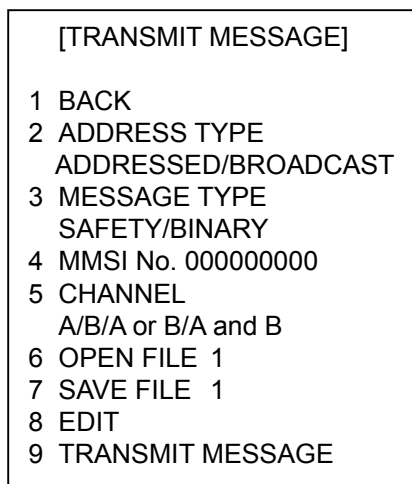 [TRANSMIT MESSAGE]
1 BACK
2 ADDRESS TYPE
ADDRESSED/BROADCAST
3 MESSAGE TYPE
SAFETY/BINARY
4 MMSI No. 000000000
5 CHANNEL
A/B/A or B/A and B
6 OPEN FILE 1
7 SAVE FILE 1
8 EDIT
9 TRANSMIT MESSAGE